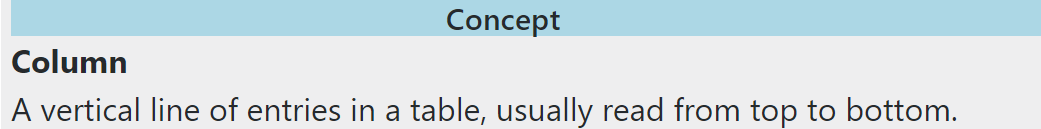 Concept
Column
A vertical line of entries in a table, usually read from top to bottom.